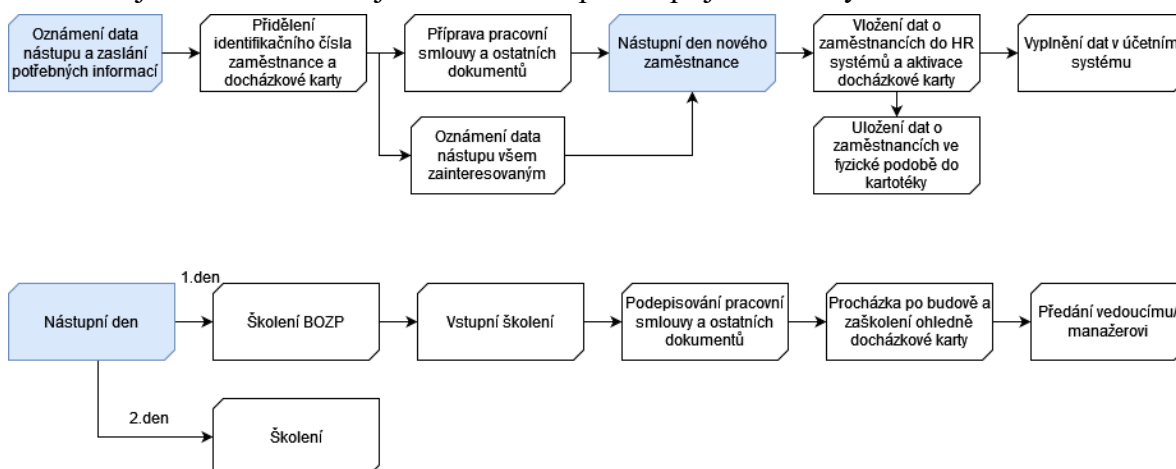 Oznámení data
nástupu a zaslání
potřebných informací
Přidělení
identifikačního čísla
zaměstnance a
docházkové karty
Příprava pracovní
smlouvy a ostatních
dokumentů
Nástupní den nového
zaměstnance
Vložení dat o
zaměstnancích do HR
systémů a aktivace
docházkové karty
Vyplnění dat v účetním
systému
Oznámení data
nástupu všem
zainteresovaným
Uložení dat o
zaměstnancích ve
fyzické podobě do
kartotéky
1.den
Nástupní den
Školení BOZP
Vstupní školení
Podepisování pracovní
smlouvy a ostatních
dokumentů
Procházka po budově a
zaškolení ohledně
docházkové karty
Předání vedoucímu/
manažerovi
2.den
Školení